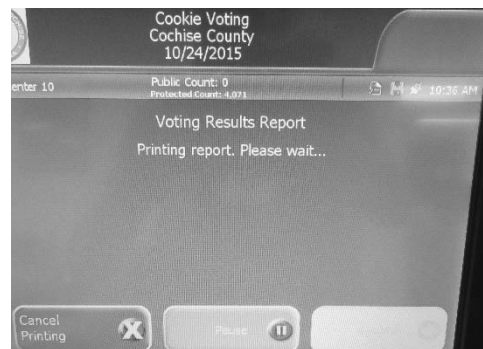 Cookie Voting
Cochise County
10/24/2015
enter 10
Public Count: 0
Protected Count: 4,071
10:36 AM
Voting Results Report
Printing report. Please wait...
Cancel
Printing
Pause